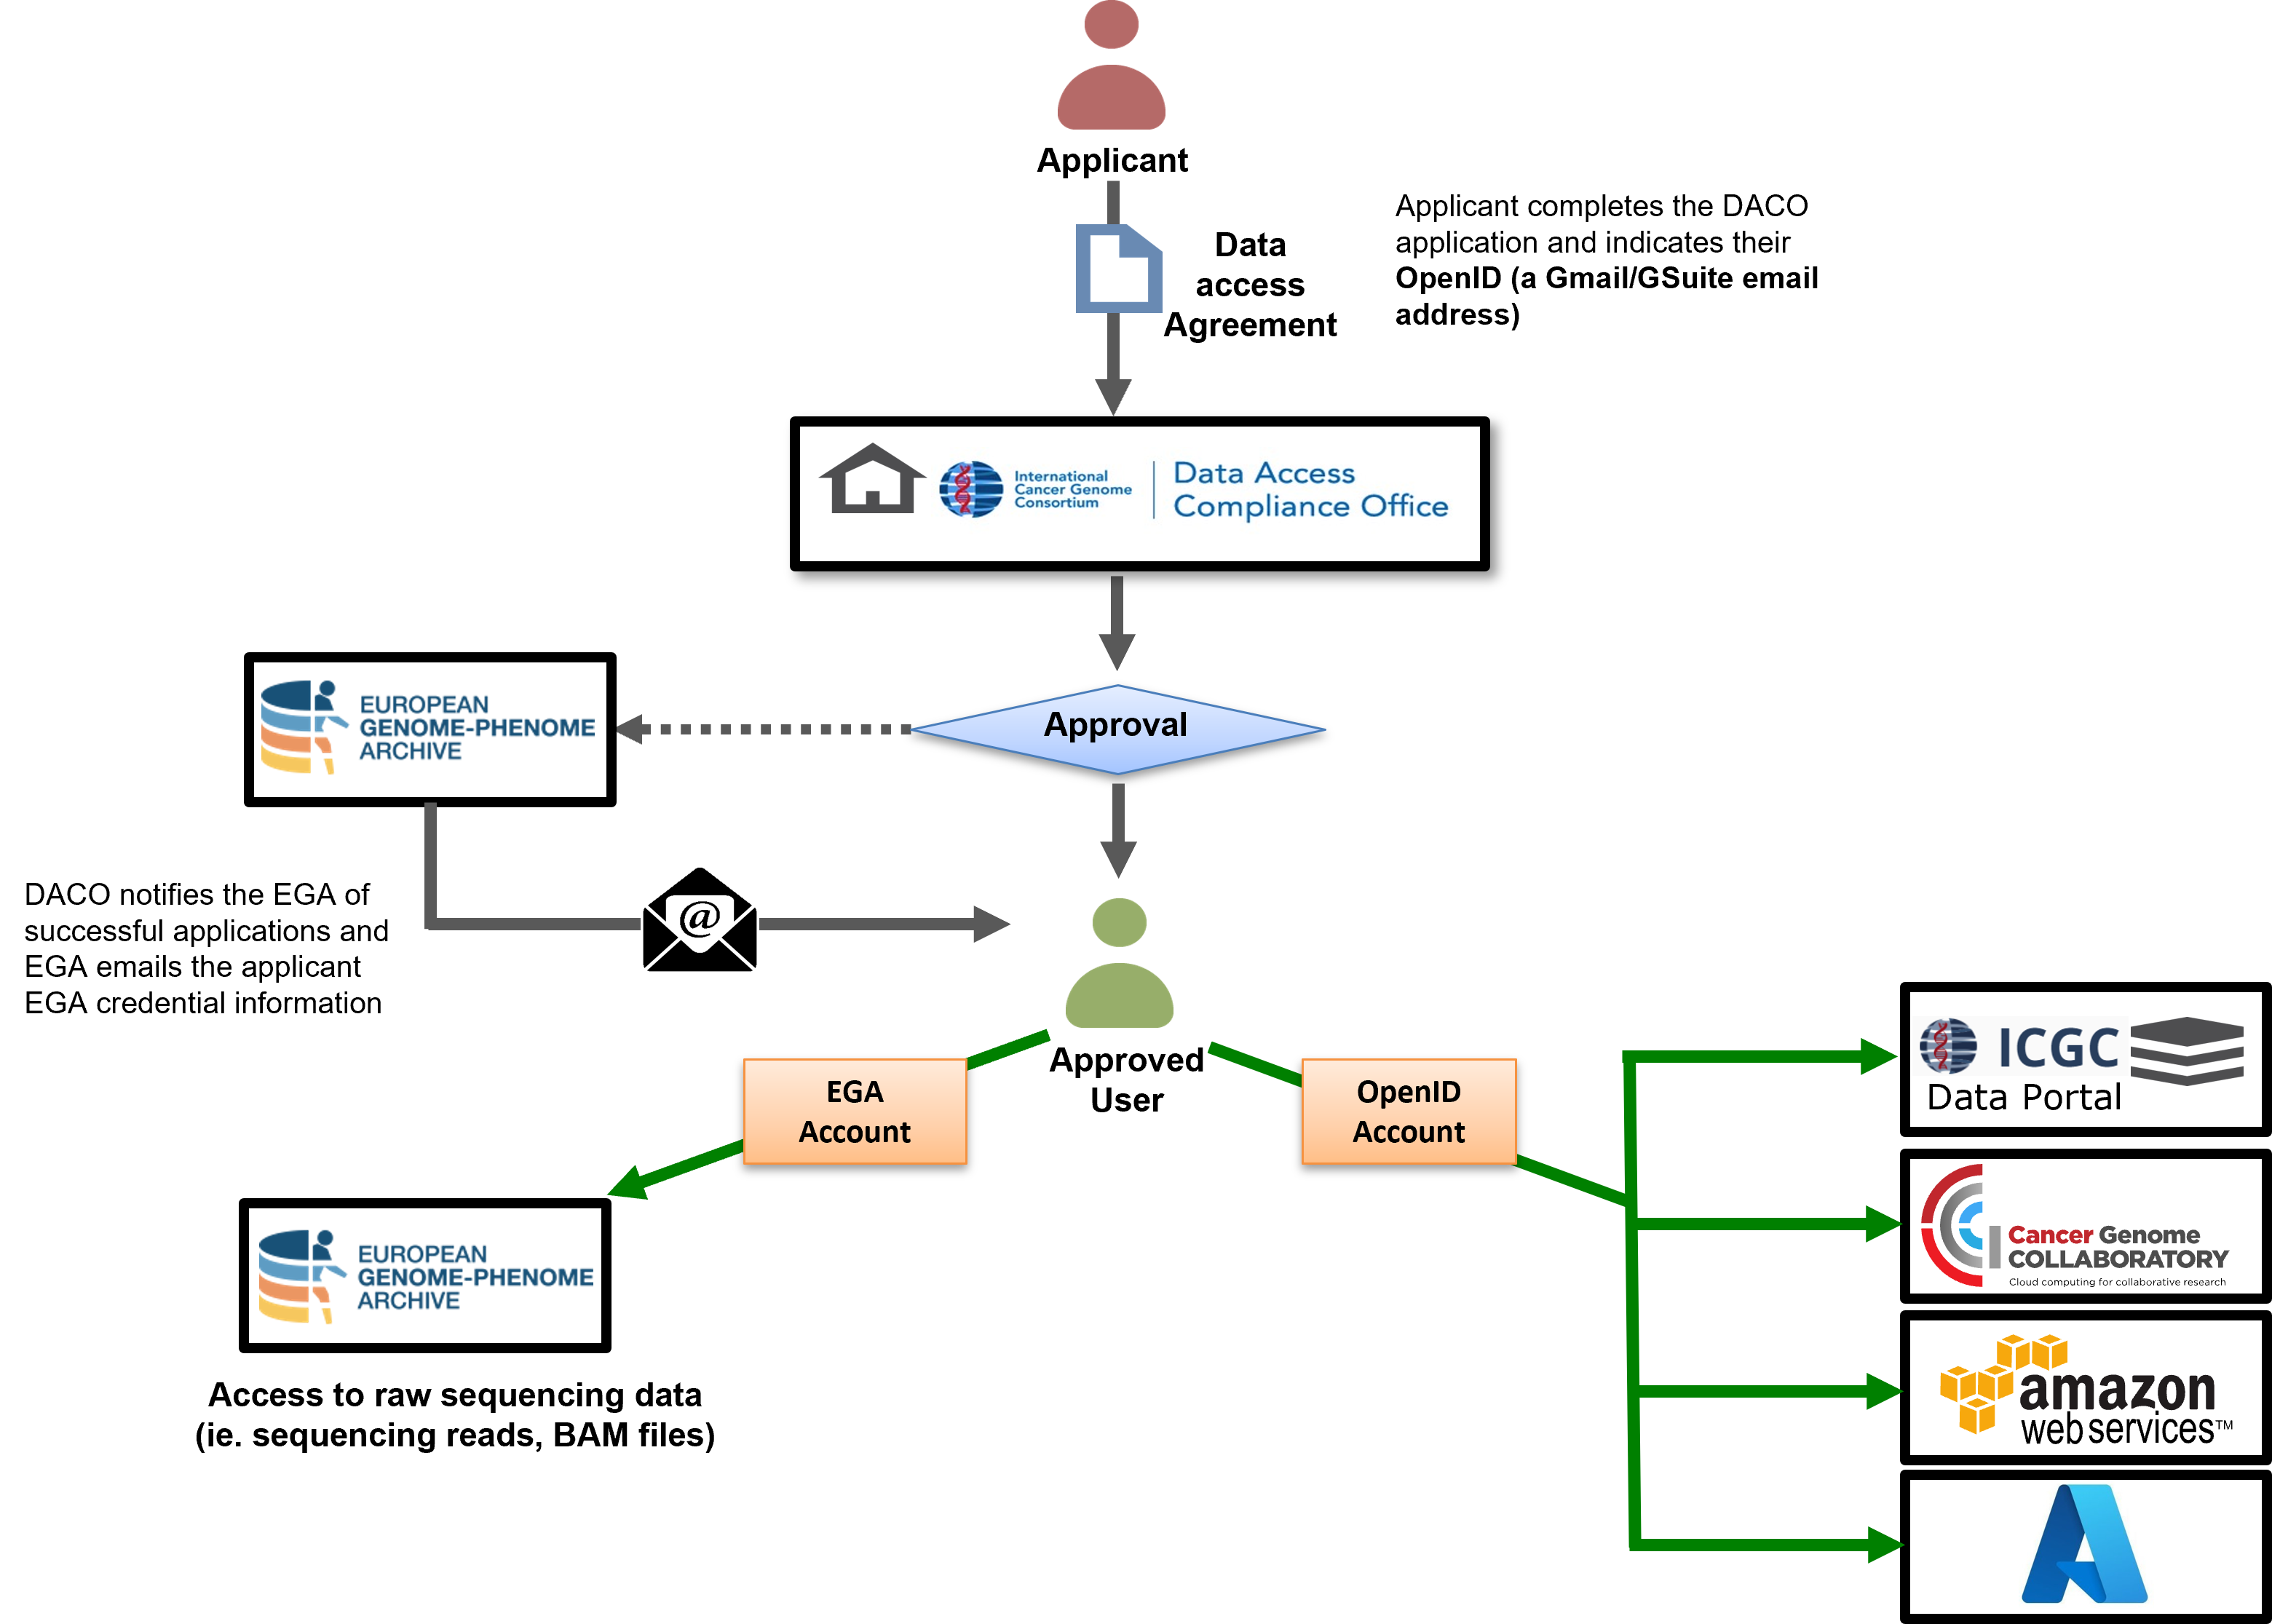 Applicant
Data
access
Agreement
Applicant completes the DACO
application and indicates their
OpenID (a Gmail/GSuite email
address)
International
Cancer Genome
Consortium
Data Access
Compliance Office
EUROPEAN
GENOME-PHENOME
ARCHIVE
Approval
DACO notifies the EGA of
successful applications and
EGA emails the applicant
EGA credential information
@
Approved
User
EGA
Account
OpenID
Account
ICGC
Data Portal
Cancer Genome
COLLABORATORY
Cloud computing for collaborative research
EUROPEAN
GENOME-PHENOME
ARCHIVE
Access to raw sequencing data
(ie. sequencing reads, BAM files)
amazon
web services™